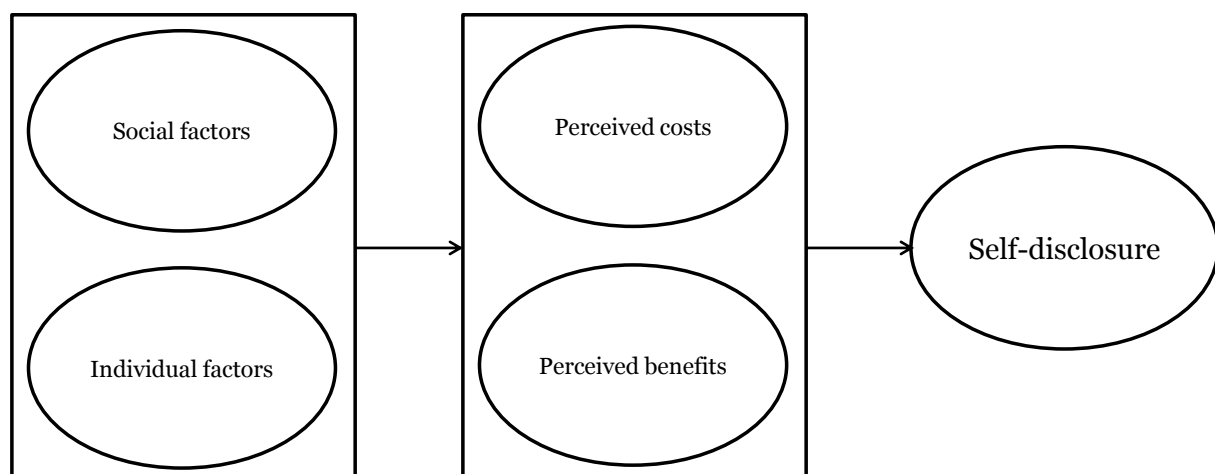 Social factors
Individual factors
Perceived costs
Perceived benefits
Self-disclosure